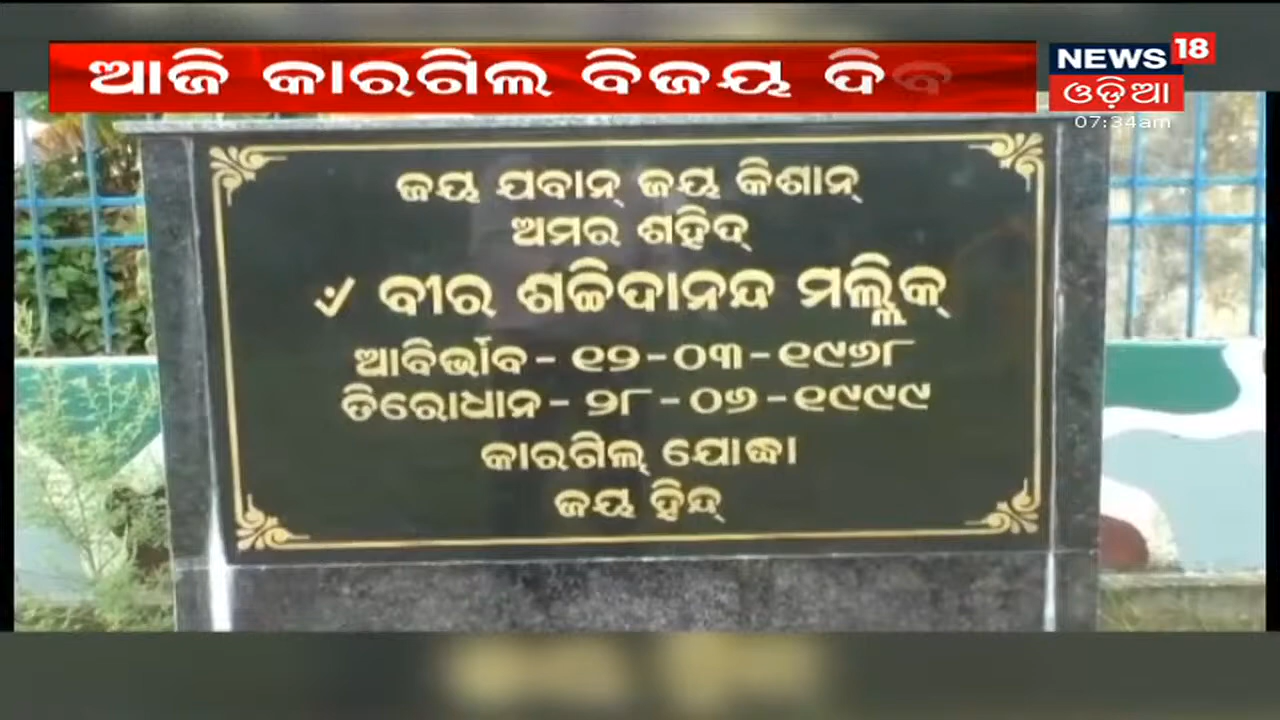 ଆଜି କାରଗିଲ ବିଜୟ ଦିବ
NEWS 18
ଓଡ଼ିଆ
07:34am
ଜୟ ଯବାନ୍ ଜୟ କିଶାନ୍
ଅମର ଶହିଦ୍
ଁ ବୀର ଶଚ୍ଚିଦାନନ୍ଦ ମଲ୍ଲିକ୍
ଆବିର୍ଭାବ - ୧୨ - ୦୩ - ୧୯୬୮
ତିରୋଧାନ - ୨୮ - ୦୬ - ୧୯୯୯
କାରଗିଲ୍ ଯୋଦ୍ଧା
ଜୟ ହିନ୍ଦ୍